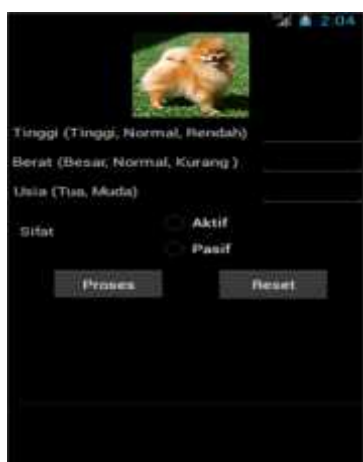 2:04
Tinggi (Tinggi, Normal, Rendah)
Berat (Besar, Normal, Kurang )
Usia (Tua, Muda)
Sifat
Aktif
Pasif
Proses Reset